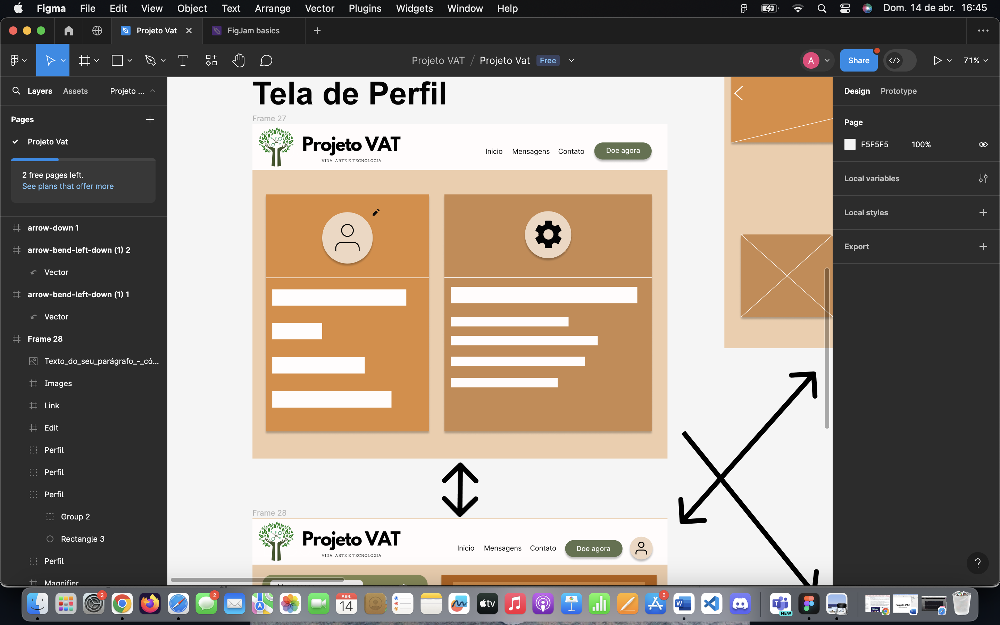 Figma File Edit View Object Text Arrange Vector Plugins Widgets Window Help Dom. 14 de abr. 16:45
Projeto Vat FigJam basics
Projeto VAT / Projeto Vat Free A Share 71%
Layers Assets Projeto ...
Pages
Projeto Vat
2 free pages left.
See plans that offer more
arrow-down 1
arrow-bend-left-down (1) 2
Vector
arrow-bend-left-down (1) 1
Vector
Frame 28
Texto_do_seu_parágrafo_-_có...
Images
Link
Edit
Perfil
Perfil
Perfil
Group 2
Rectangle 3
Perfil
Magnifier
Tela de Perfil
Frame 27
Projeto VAT
VIDA. ARTE E TECNOLOGIA
Inicio Mensagens Contato Doe agora
Frame 28
Projeto VAT
VIDA. ARTE E TECNOLOGIA
Inicio Mensagens Contato Doe agora
Design Prototype
Page
F5F5F5 100%
Local variables
Local styles
Export
?
2
2
ABR.
14
tv
5
W
T
NEW
Projeto VAT